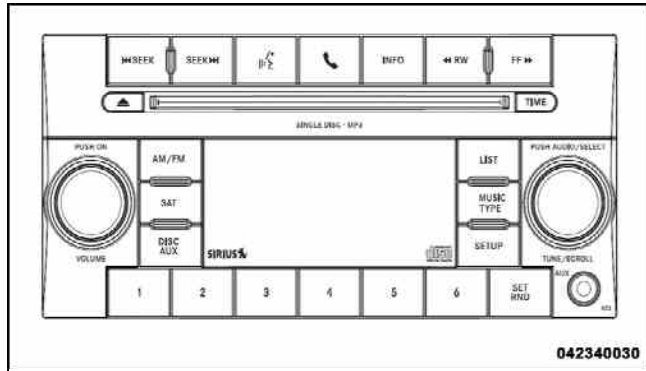 SEEK
SEEK
INFO
RW
FF
TIME
SINGLE DISC - MP3
PUSH ON
VOLUME
AM/FM
SAT
DISC
AUX
SIRIUS
LIST
MUSIC
TYPE
SETUP
PUSH AUDIO/SELECT
TUNE/SCROLL
1
2
3
4
5
6
SET
RND
AUX
042340030